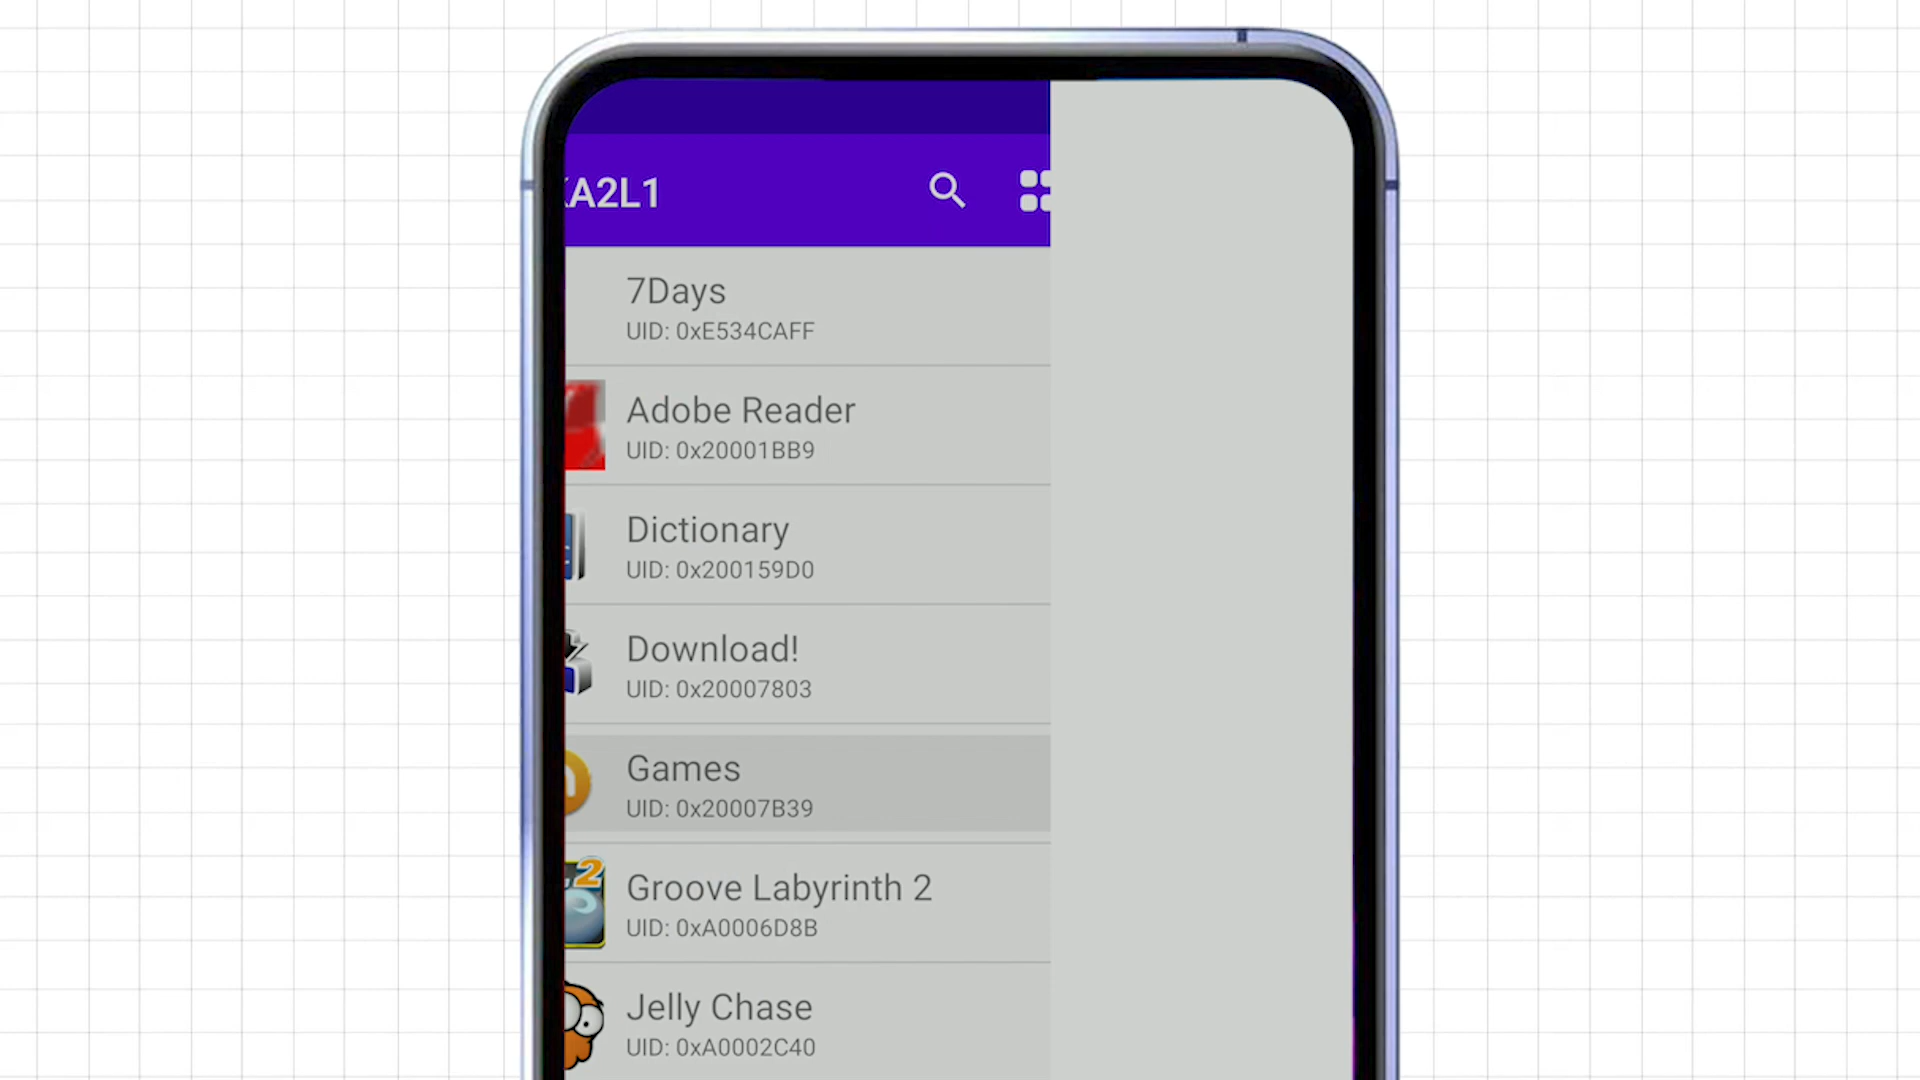 KA2L1
7Days
UID: 0xE534CAFF
Adobe Reader
UID: 0x20001BB9
Dictionary
UID: 0x200159D0
Download!
UID: 0x20007803
Games
UID: 0x20007B39
Groove Labyrinth 2
UID: 0xA0006D8B
Jelly Chase
UID: 0xA0002C40